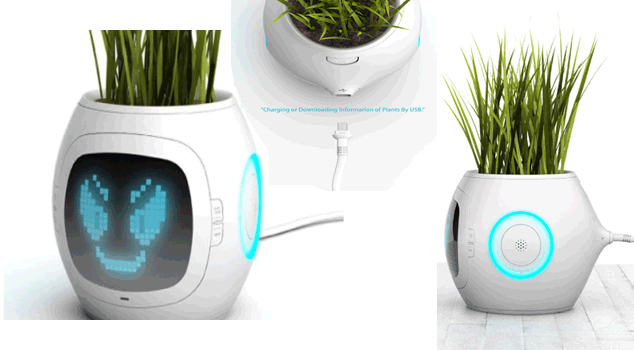 "Charging or Downloading Information of Plants By USB."